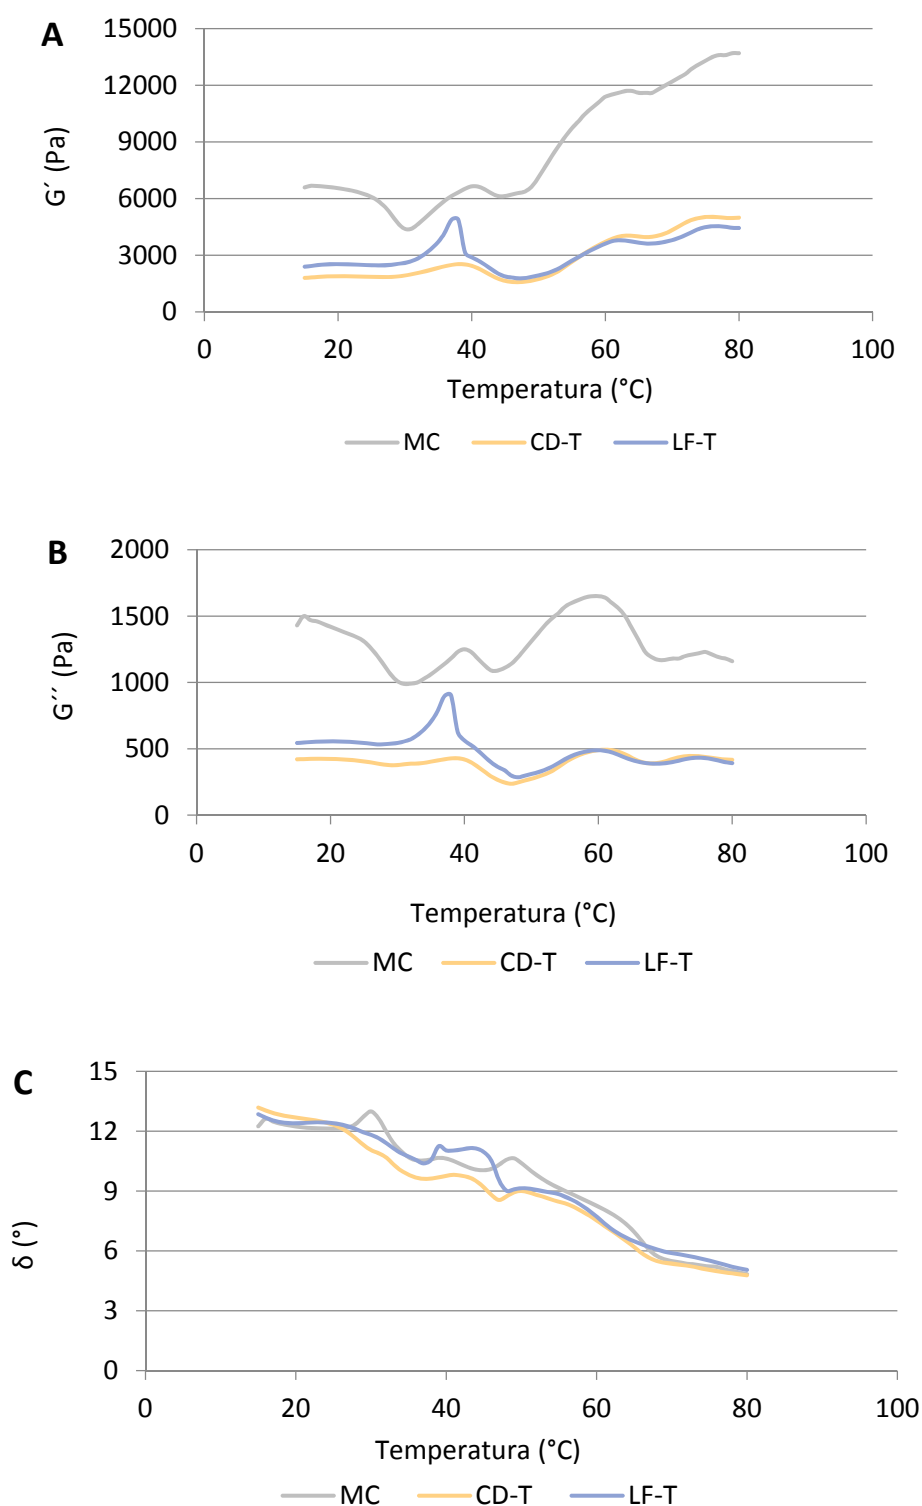 A
15000
12000
9000
6000
3000
0
G´ (Pa)
0 20 40 60 80 100
Temperatura (°C)
MC CD-T LF-T
B
2000
1500
1000
500
0
G´´ (Pa)
0 20 40 60 80 100
Temperatura (°C)
MC CD-T LF-T
C
15
12
9
6
3
0
δ (°)
0 20 40 60 80 100
Temperatura (°C)
MC CD-T LF-T